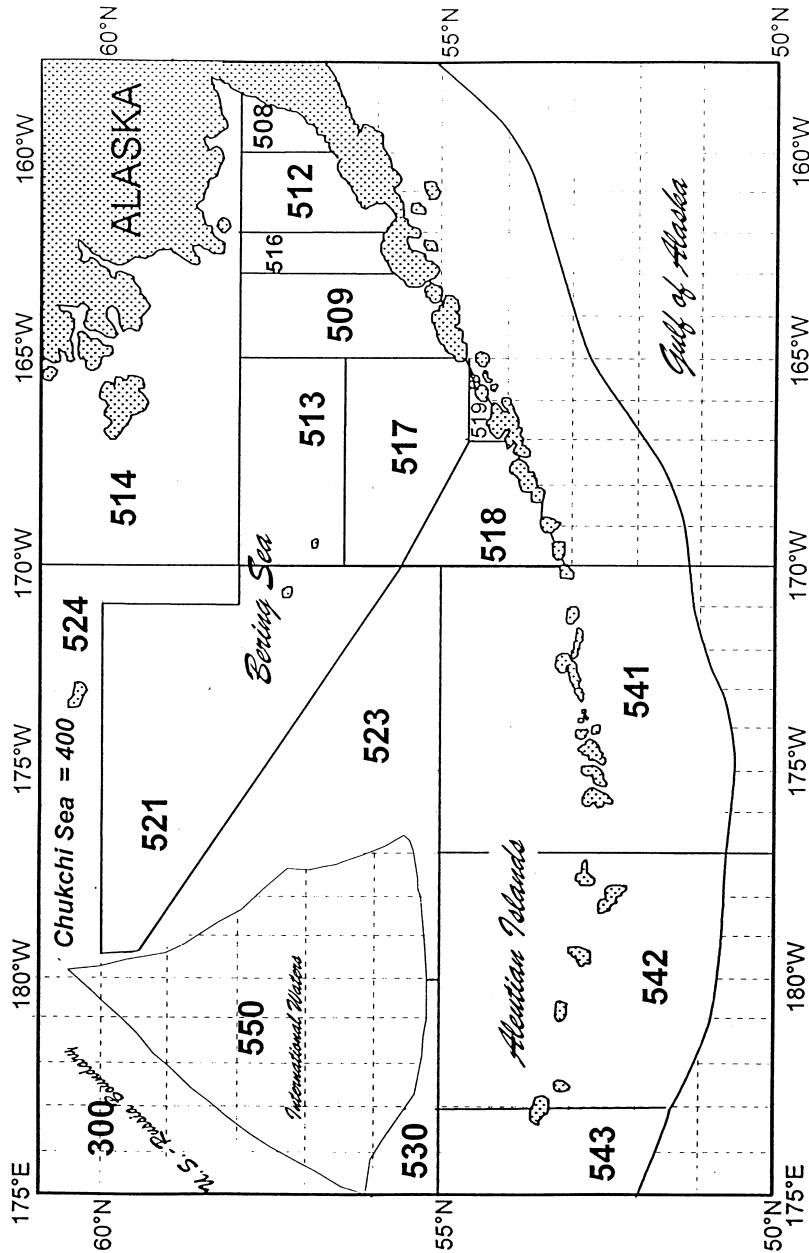 175°E
180°W
175°W
170°W
165°W
160°W
60°N
60°N
300
U.S.-Russia Boundary
Chukchi Sea = 400
524
514
ALASKA
521
550
International Waters
Bering Sea
513
509
516
512
508
523
517
519
518
55°N
55°N
530
Aleutian Islands
543
542
541
Gulf of Alaska
50°N
50°N
175°E
180°W
175°W
170°W
165°W
160°W